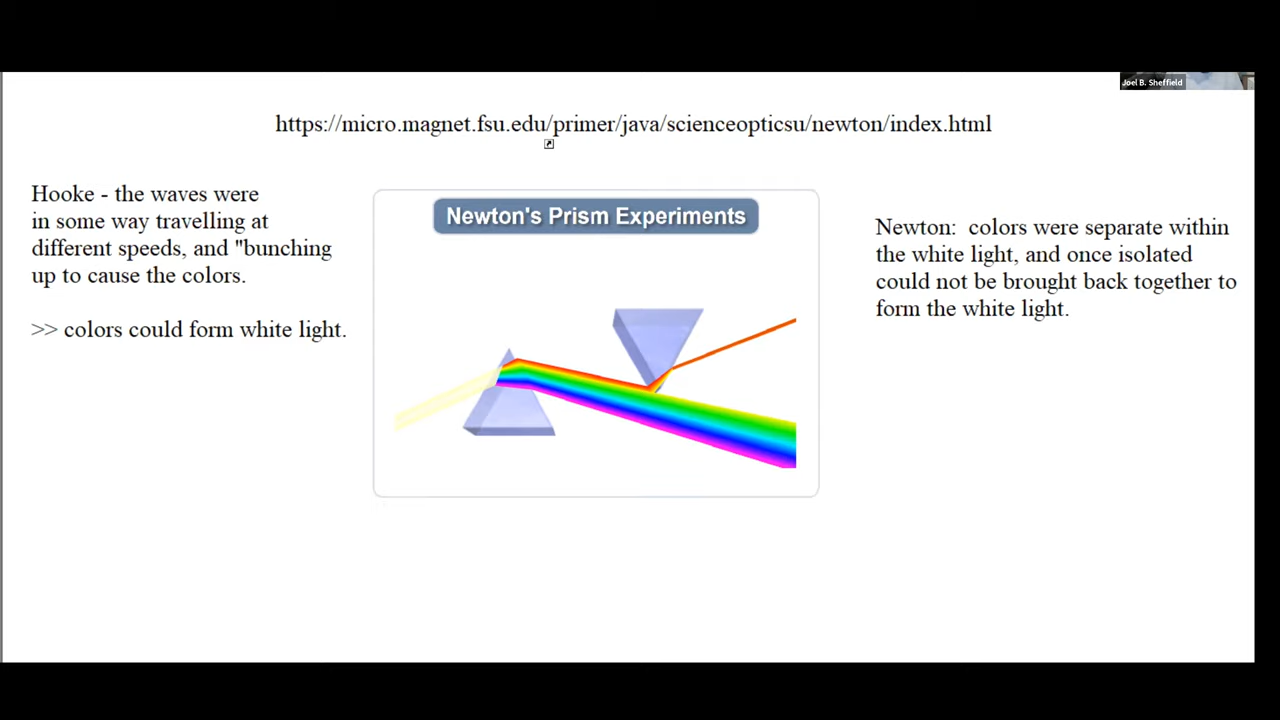 Joel B. Sheffield
https://micro.magnet.fsu.edu/primer/java/scienceopticsu/newton/index.html
Hooke - the waves were
in some way travelling at
different speeds, and "bunching
up to cause the colors.
>> colors could form white light.
Newton's Prism Experiments
Newton:  colors were separate within
the white light, and once isolated
could not be brought back together to
form the white light.